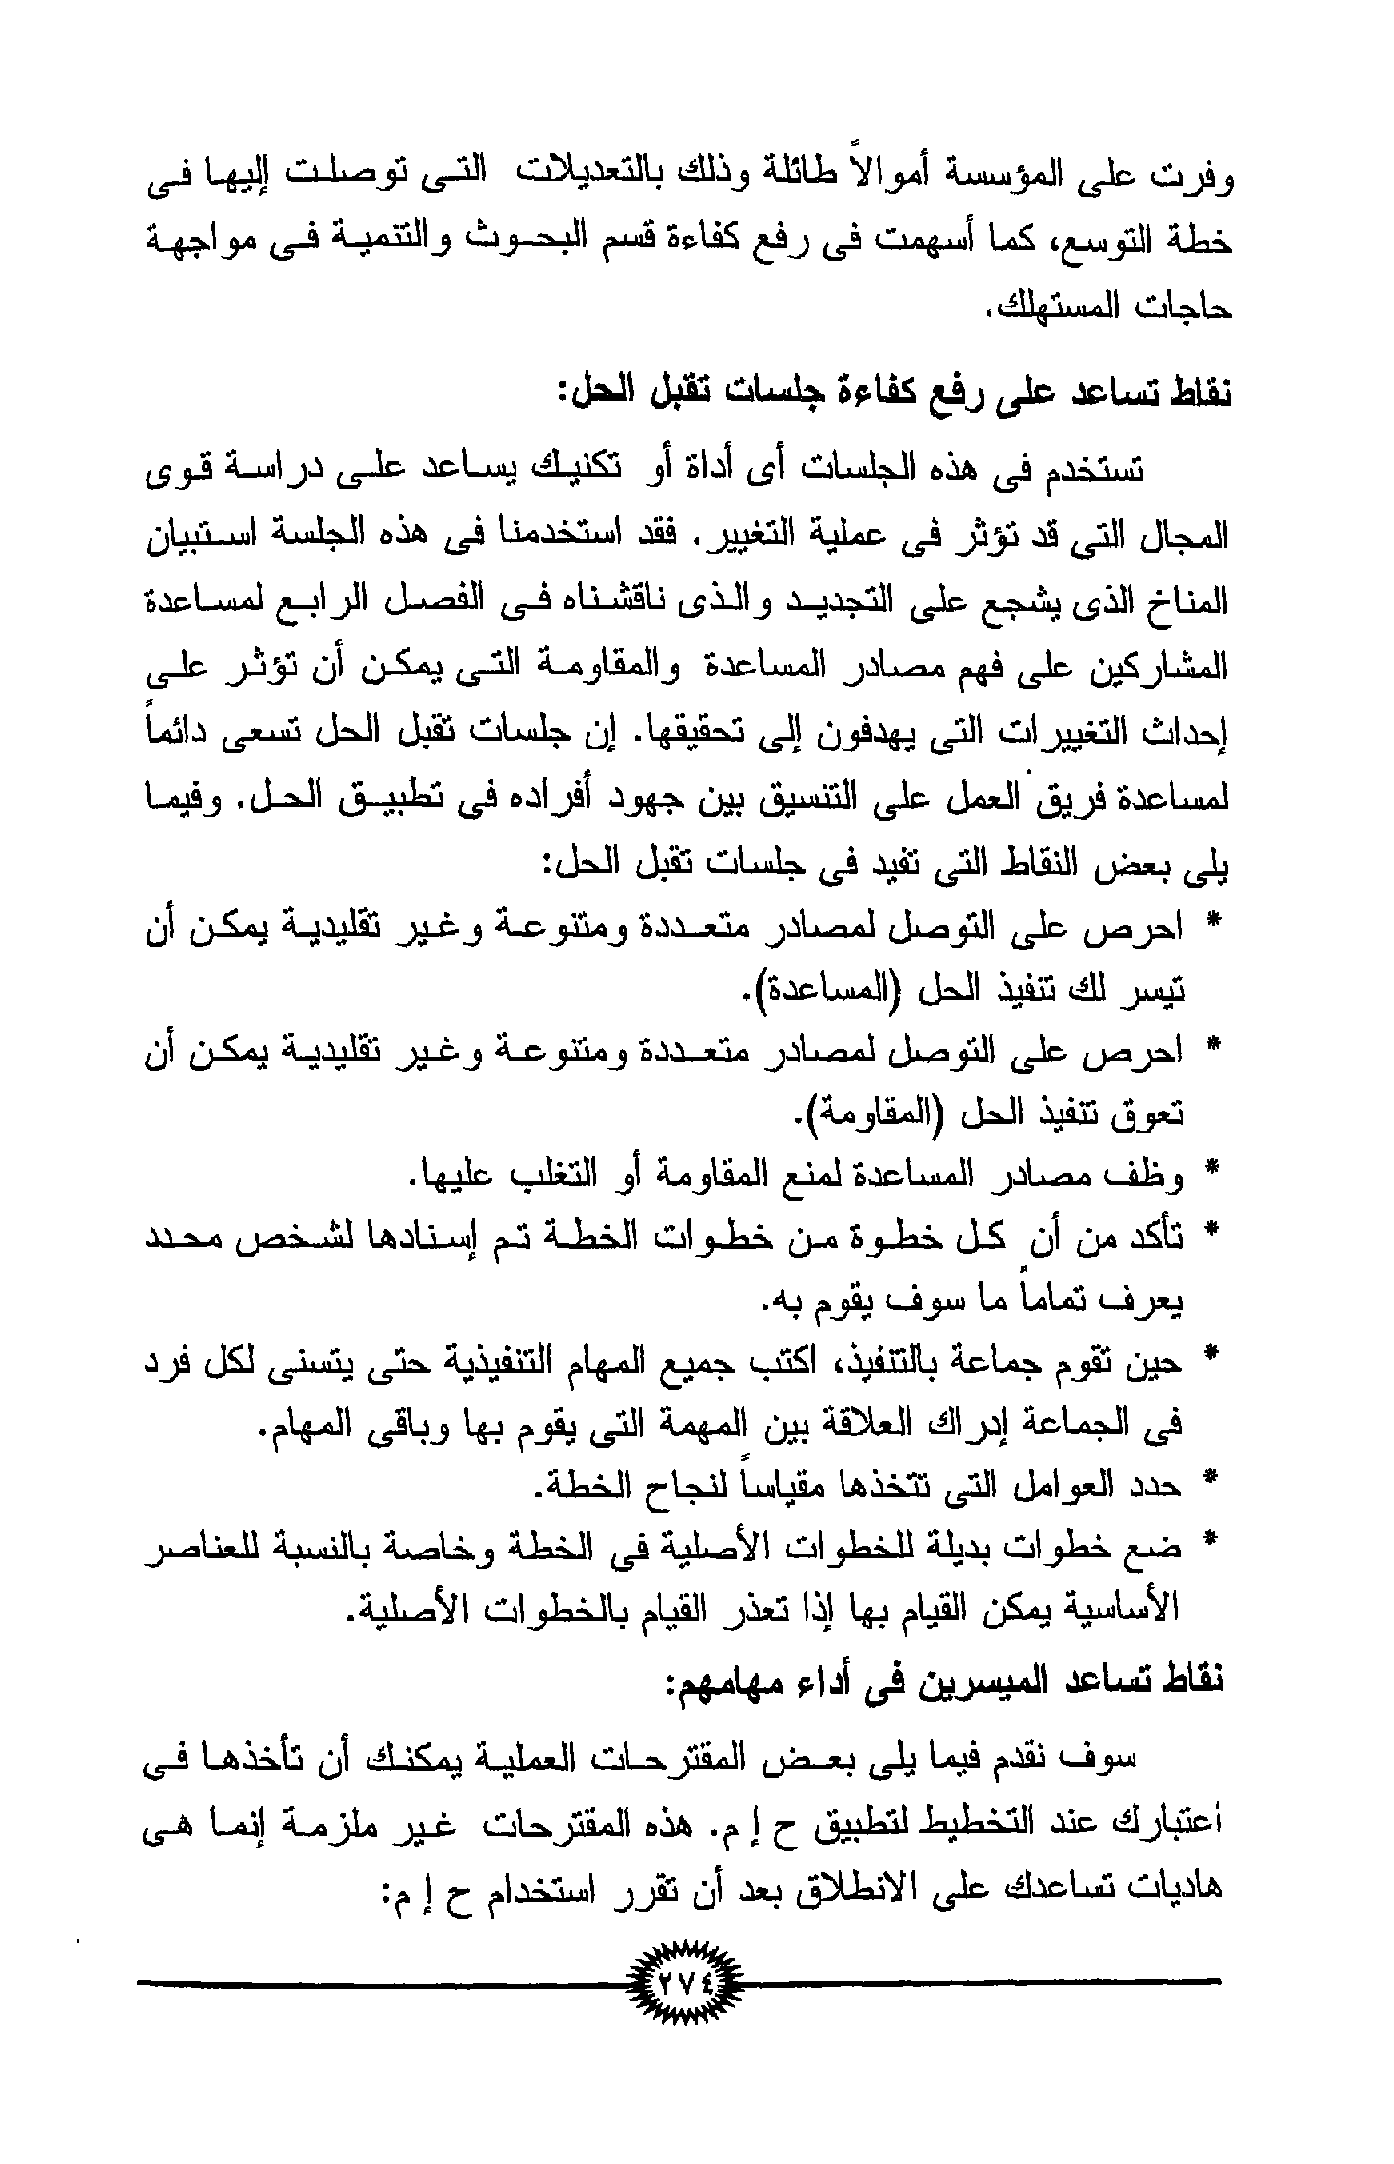 وفرت على المؤسسة أموالاً طائلة وذلك بالتعديلات التى توصلت إليها فى
خطة التوسع، كما أسهمت فى رفع كفاءة قسم البحوث والتنمية فى مواجهة
حاجات المستهلك.
نقاط تساعد على رفع كفاءة جلسات تقبل الحل:
تستخدم فى هذه الجلسات أى أداة أو تكنيك يساعد على دراسة قوى
المجال التى قد تؤثر فى عملية التغيير. فقد استخدمنا فى هذه الجلسة استبيان
المناخ الذى يشجع على التجديد والذى ناقشناه فى الفصل الرابع لمساعدة
المشاركين على فهم مصادر المساعدة والمقاومة التى يمكن أن تؤثر على
إحداث التغييرات التى يهدفون إلى تحقيقها. إن جلسات تقبل الحل تسعى دائماً
لمساعدة فريق العمل على التنسيق بين جهود أفراده فى تطبيق الحل. وفيما
يلى بعض النقاط التى تفيد فى جلسات تقبل الحل:
* احرص على التوصل لمصادر متعددة ومتنوعة وغير تقليدية يمكن أن
تيسر لك تنفيذ الحل (المساعدة).
* احرص على التوصل لمصادر متعددة ومتنوعة وغير تقليدية يمكن أن
تعوق تنفيذ الحل (المقاومة).
* وظف مصادر المساعدة لمنع المقاومة أو التغلب عليها.
* تأكد من أن كل خطوة من خطوات الخطة تم إسنادها لشخص محدد
يعرف تماماً ما سوف يقوم به.
* حين تقوم جماعة بالتنفيذ، اكتب جميع المهام التنفيذية حتى يتسنى لكل فرد
فى الجماعة إدراك العلاقة بين المهمة التى يقوم بها وباقى المهام.
* حدد العوامل التى تتخذها مقياساً لنجاح الخطة.
* ضع خطوات بديلة للخطوات الأصلية فى الخطة وخاصة بالنسبة للعناصر
الأساسية يمكن القيام بها إذا تعذر القيام بالخطوات الأصلية.
نقاط تساعد الميسرين فى أداء مهامهم:
سوف نقدم فيما يلى بعض المقترحات العملية يمكنك أن تأخذها فى
اعتبارك عند التخطيط لتطبيق ح إ م. هذه المقترحات غير ملزمة إنما هى
هاديات تساعدك على الانطلاق بعد أن تقرر استخدام ح إ م:
٢٧٤